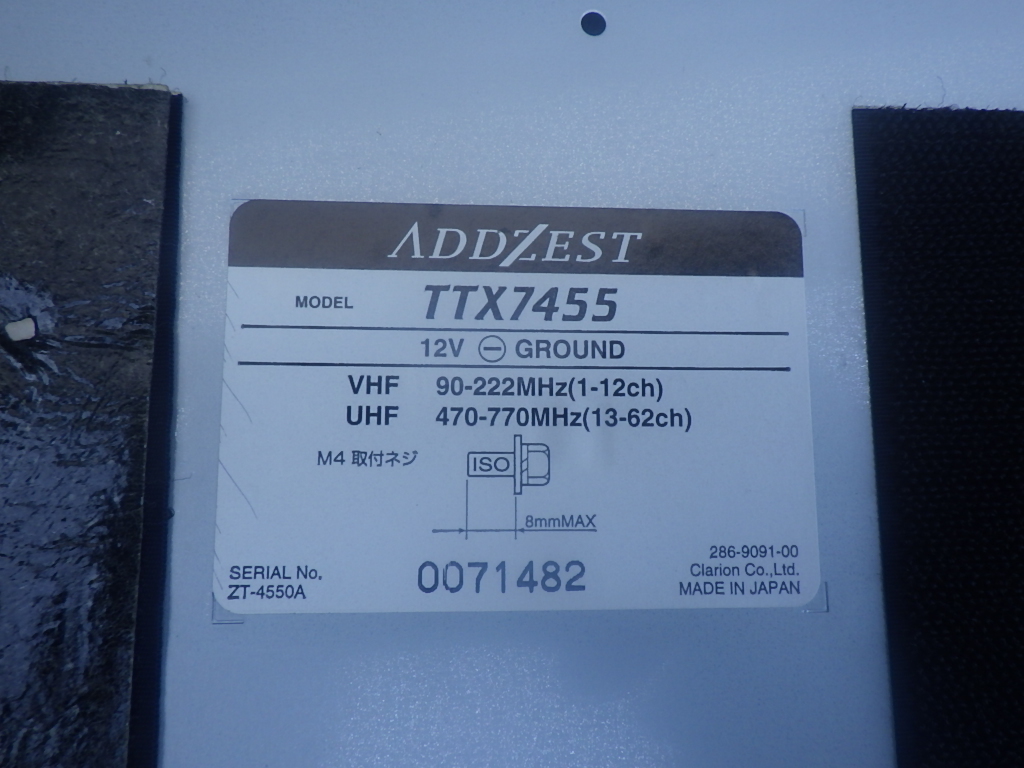 ADDZEST
MODEL TTX7455
12V ⊖ GROUND
VHF 90-222MHz(1-12ch)
UHF 470-770MHz(13-62ch)
M4 取付ネジ
ISO
8mmMAX
SERIAL No.
ZT-4550A
0071482
286-9091-00
Clarion Co.,Ltd.
MADE IN JAPAN